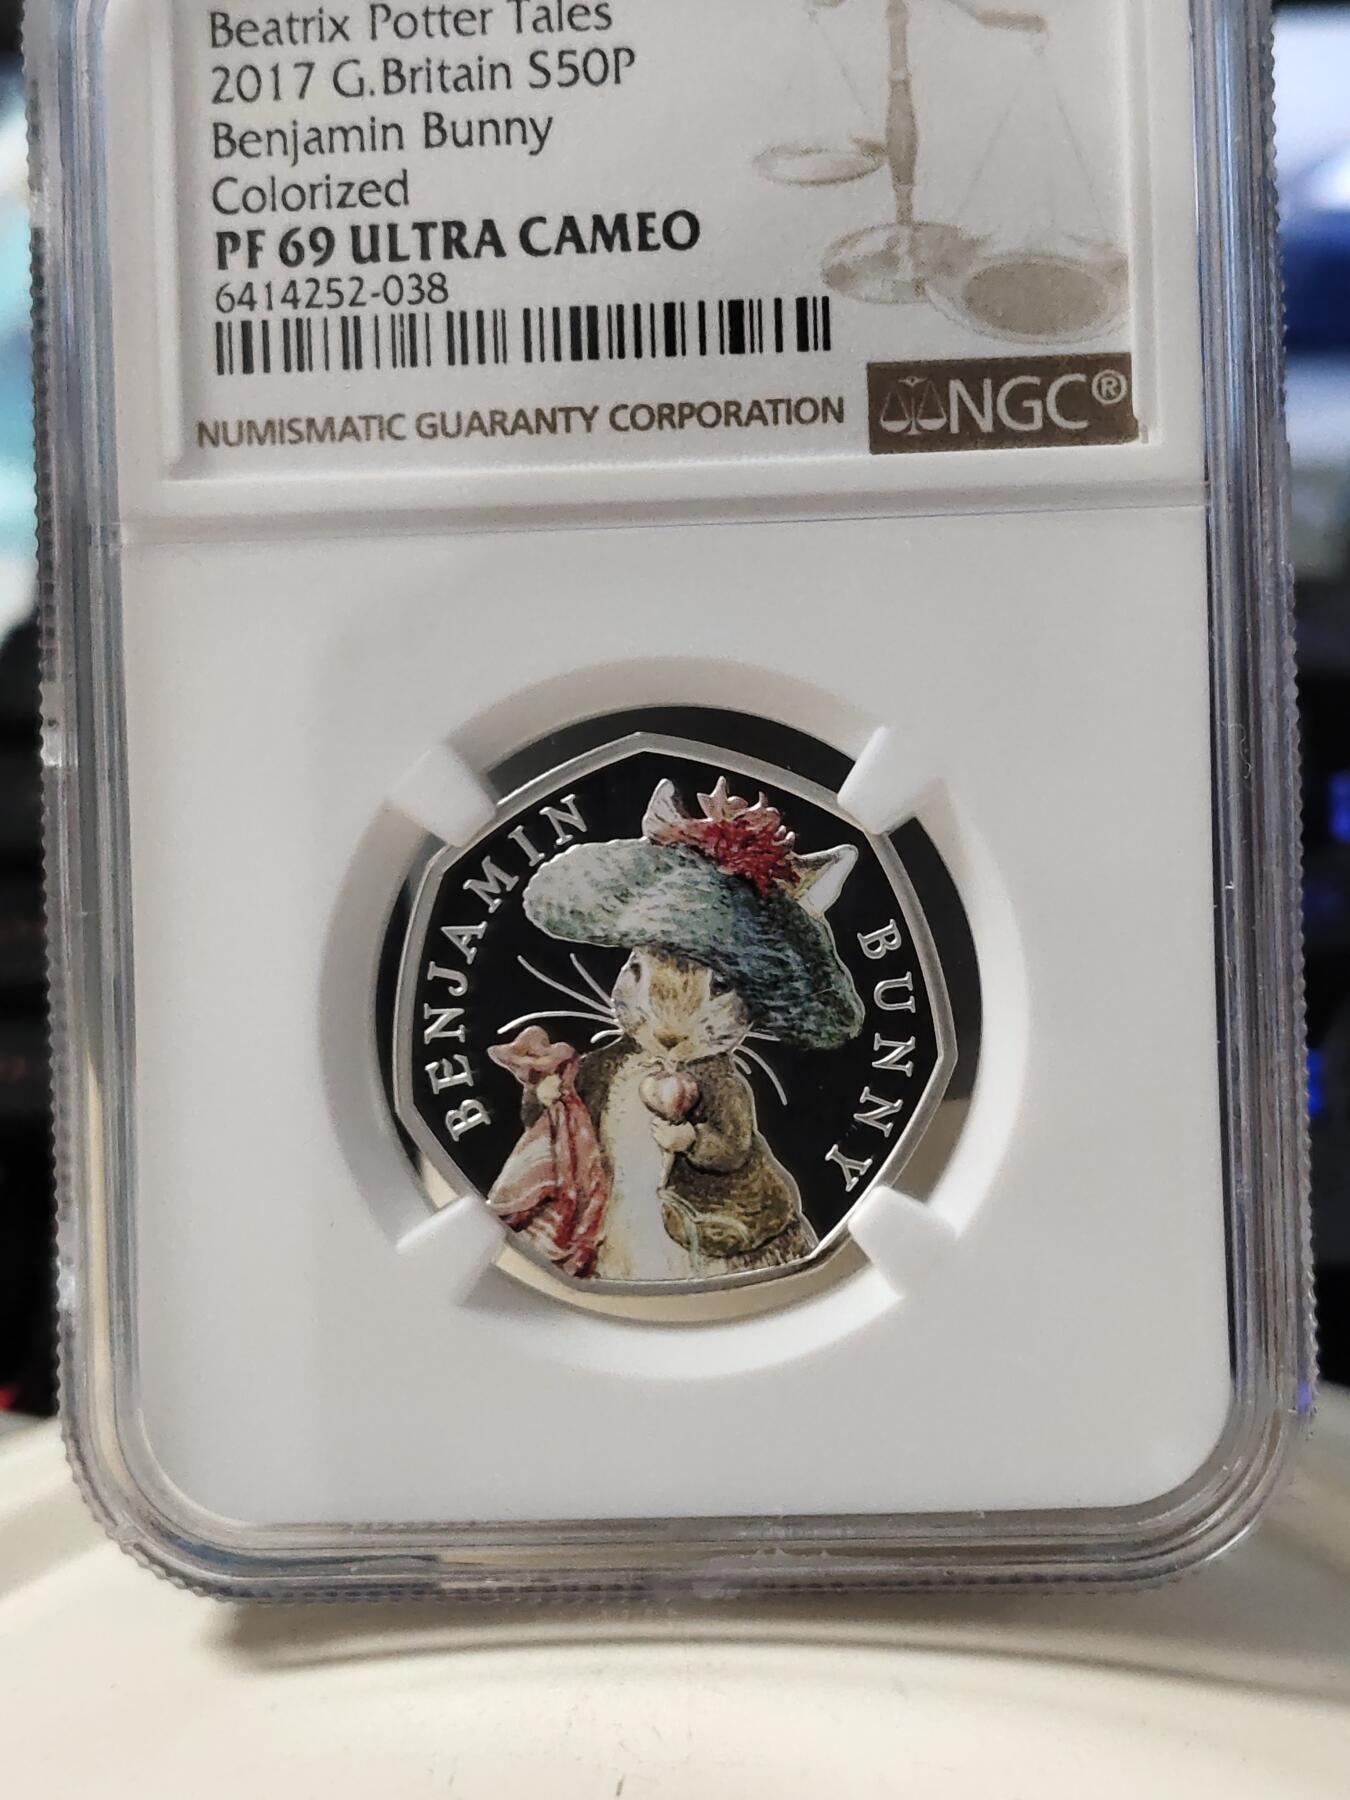 Beatrix Potter Tales
2017 G.Britain S50P
Benjamin Bunny
Colorized
PF 69 ULTRA CAMEO
6414252-038
NUMISMATIC GUARANTY CORPORATION
NGC®
BENJAMIN BUNNY